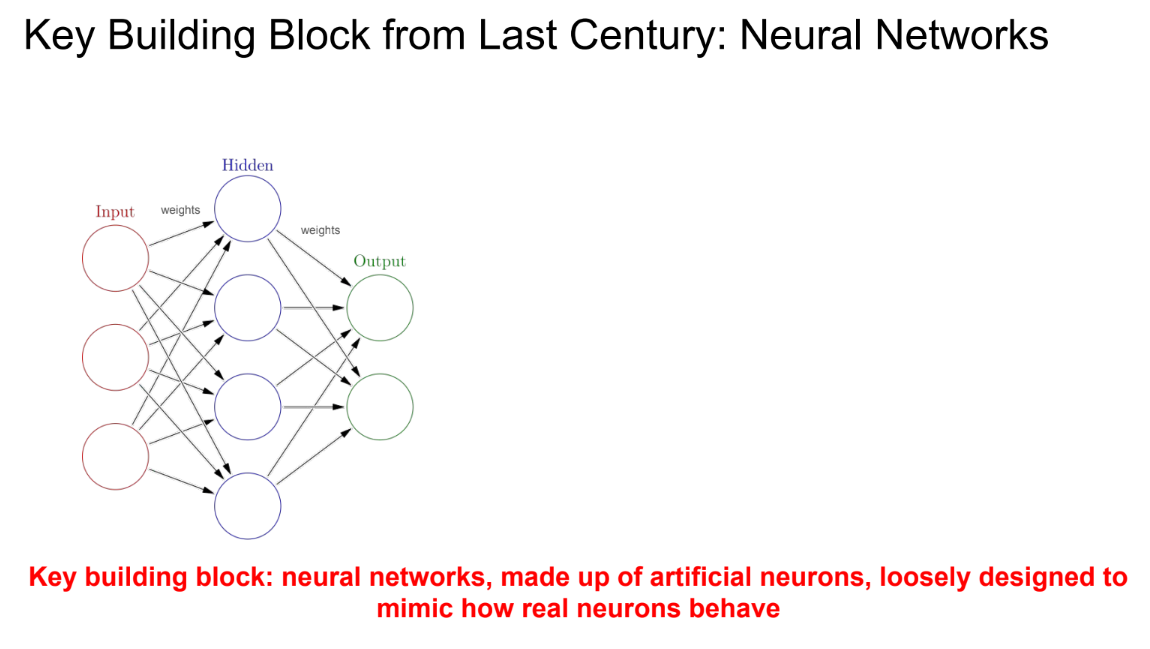 Key Building Block from Last Century: Neural Networks
Hidden
Input
weights
weights
Output
Key building block: neural networks, made up of artificial neurons, loosely designed to
mimic how real neurons behave